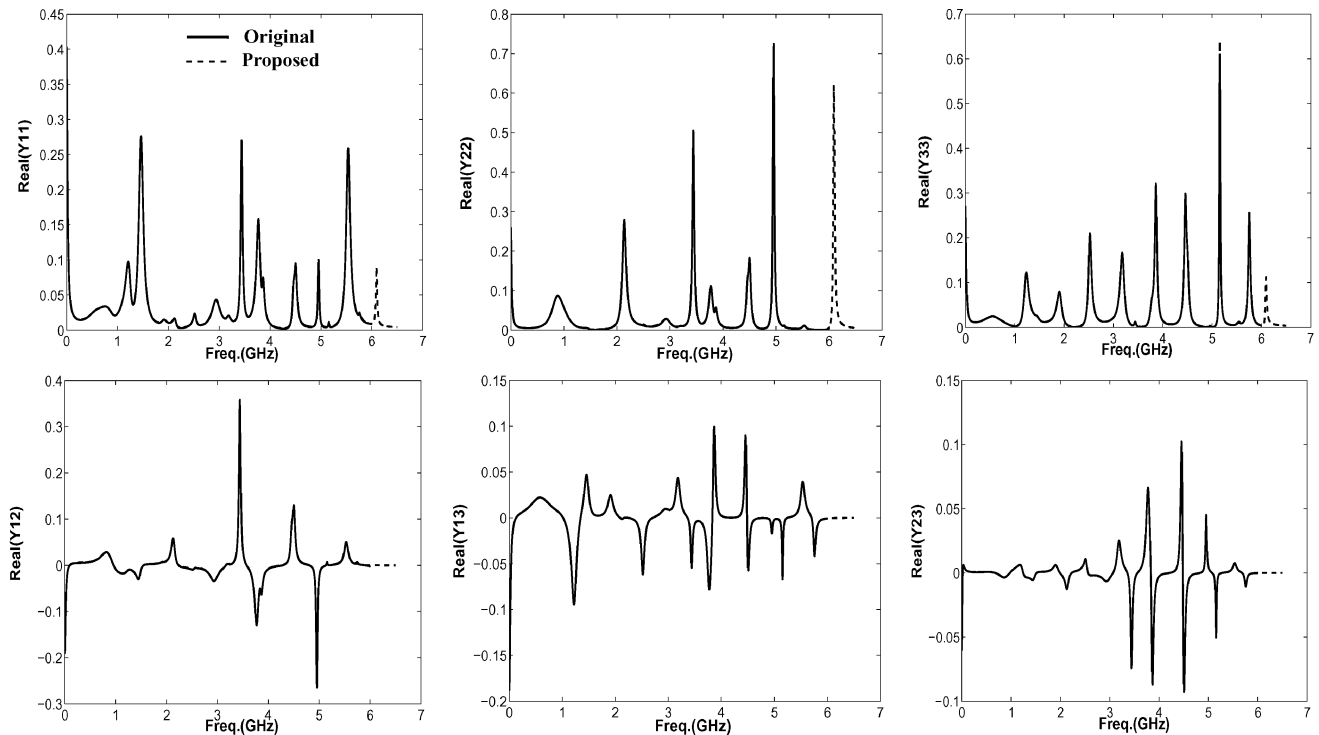 Original
Proposed
Real(Y11)
0.45
0.4
0.35
0.3
0.25
0.2
0.15
0.1
0.05
0
0 1 2 3 4 5 6 7
Freq.(GHz)
Real(Y22)
0.8
0.7
0.6
0.5
0.4
0.3
0.2
0.1
0
0 1 2 3 4 5 6 7
Freq.(GHz)
Real(Y33)
0.7
0.6
0.5
0.4
0.3
0.2
0.1
0
0 1 2 3 4 5 6 7
Freq.(GHz)
Real(Y12)
0.4
0.3
0.2
0.1
0
−0.1
−0.2
−0.3
0 1 2 3 4 5 6 7
Freq.(GHz)
Real(Y13)
0.15
0.1
0.05
0
−0.05
−0.1
−0.15
−0.2
0 1 2 3 4 5 6 7
Freq.(GHz)
Real(Y23)
0.15
0.1
0.05
0
−0.05
−0.1
0 1 2 3 4 5 6 7
Freq.(GHz)